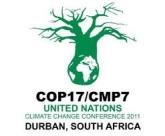 COP17/CMP7
UNITED NATIONS
CLIMATE CHANGE CONFERENCE 2011
DURBAN, SOUTH AFRICA